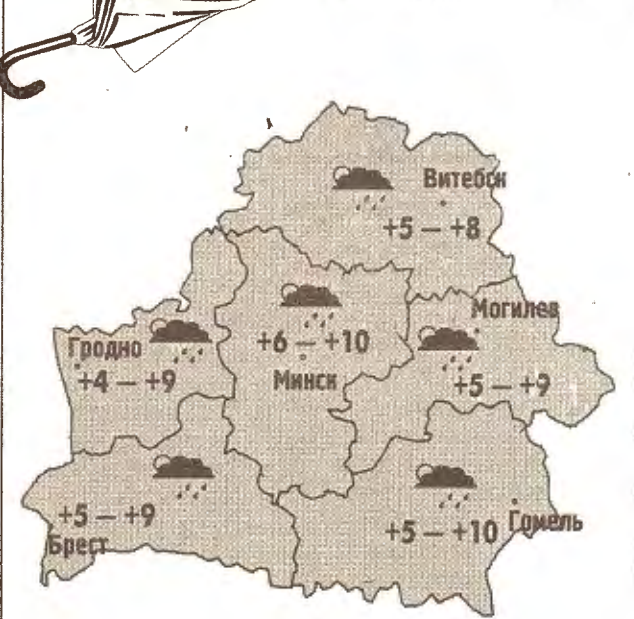 Витебск
+5 – +8
+6 – +10
Минск
Могилев
+5 – +9
Гродно
+4 – +9
+5 – +9
Брест
+5 – +10
Гомель